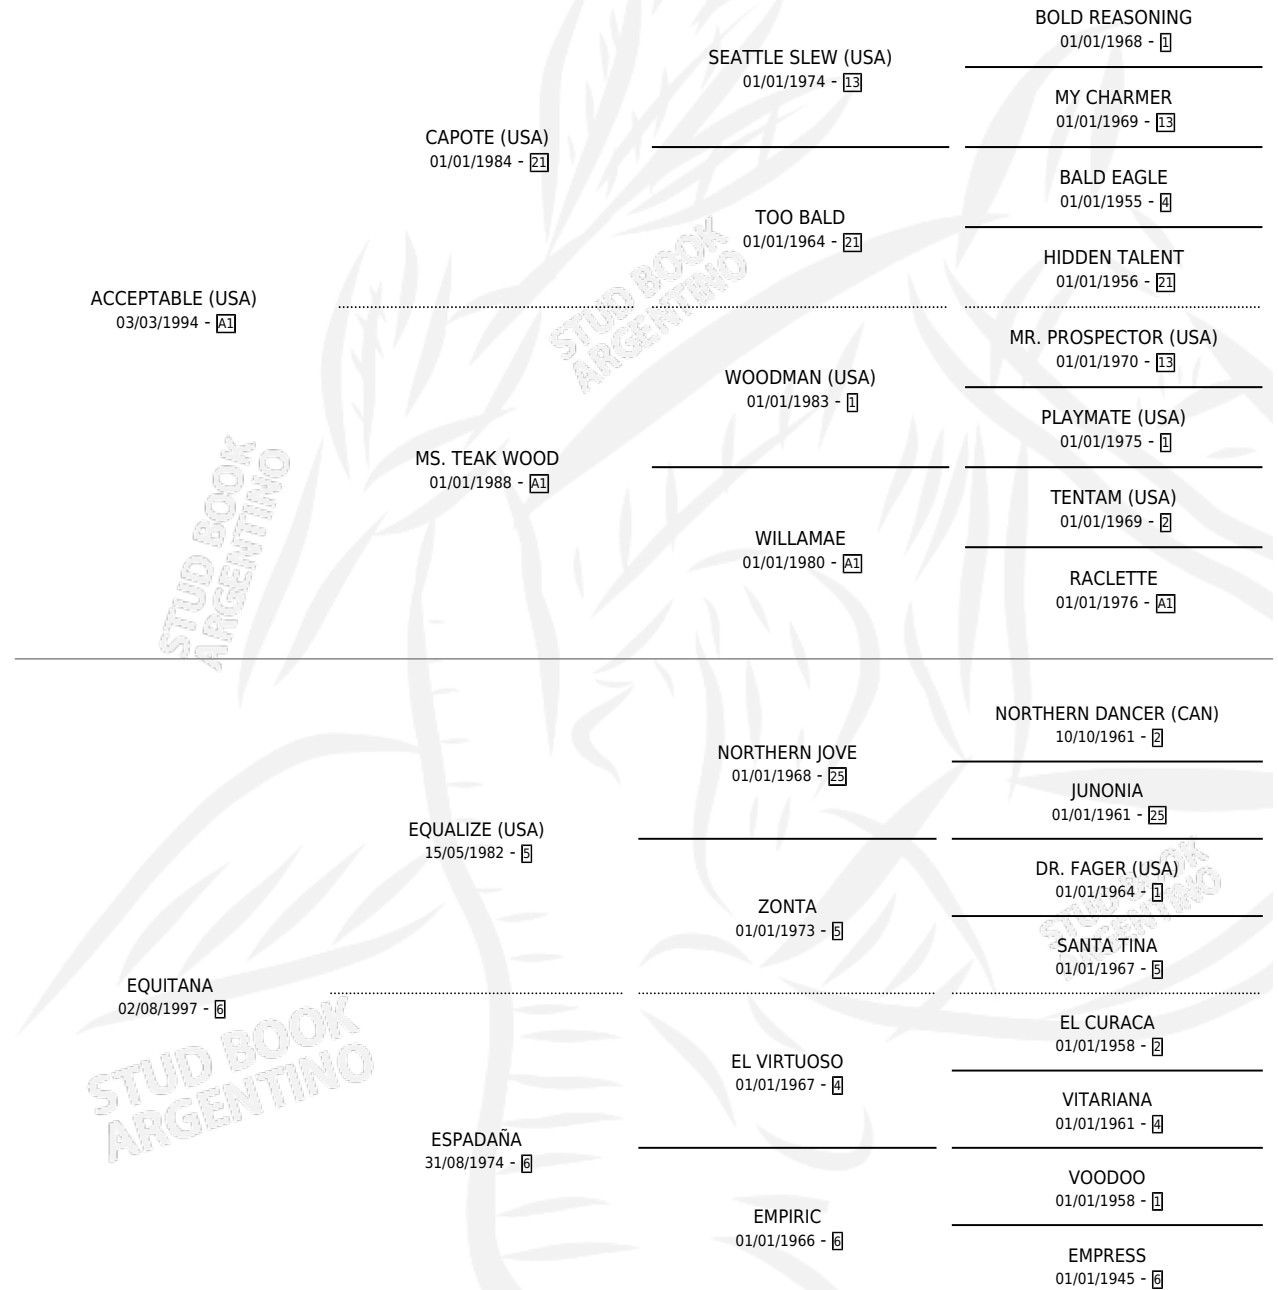 BOLD REASONING
01/01/1968 - 1
SEATTLE SLEW (USA)
01/01/1974 - 13
MY CHARMER
01/01/1969 - 13
CAPOTE (USA)
01/01/1984 - 21
BALD EAGLE
01/01/1955 - 4
TOO BALD
01/01/1964 - 21
HIDDEN TALENT
01/01/1956 - 21
ACCEPTABLE (USA)
03/03/1994 - A1
STUD BOOK
ARGENTINO
MR. PROSPECTOR (USA)
01/01/1970 - 13
WOODMAN (USA)
01/01/1983 - 1
PLAYMATE (USA)
01/01/1975 - 1
MS. TEAK WOOD
01/01/1988 - A1
TENTAM (USA)
01/01/1969 - 2
WILLAMAE
01/01/1980 - A1
RACLETTE
01/01/1976 - A1
STUD BOOK
ARGENTINO
NORTHERN DANCER (CAN)
10/10/1961 - 2
NORTHERN JOVE
01/01/1968 - 25
JUNONIA
01/01/1961 - 25
EQUALIZE (USA)
15/05/1982 - 5
DR. FAGER (USA)
01/01/1964 - 1
ZONTA
01/01/1973 - 5
SANTA TINA
01/01/1967 - 5
STUD BOOK
ARGENTINO
EQUITANA
02/08/1997 - 6
STUD BOOK
ARGENTINO
EL CURACA
01/01/1958 - 2
EL VIRTUOSO
01/01/1967 - 4
VITARIANA
01/01/1961 - 4
ESPADAÑA
31/08/1974 - 6
VOODOO
01/01/1958 - 1
EMPIRIC
01/01/1966 - 6
EMPRESS
01/01/1945 - 6